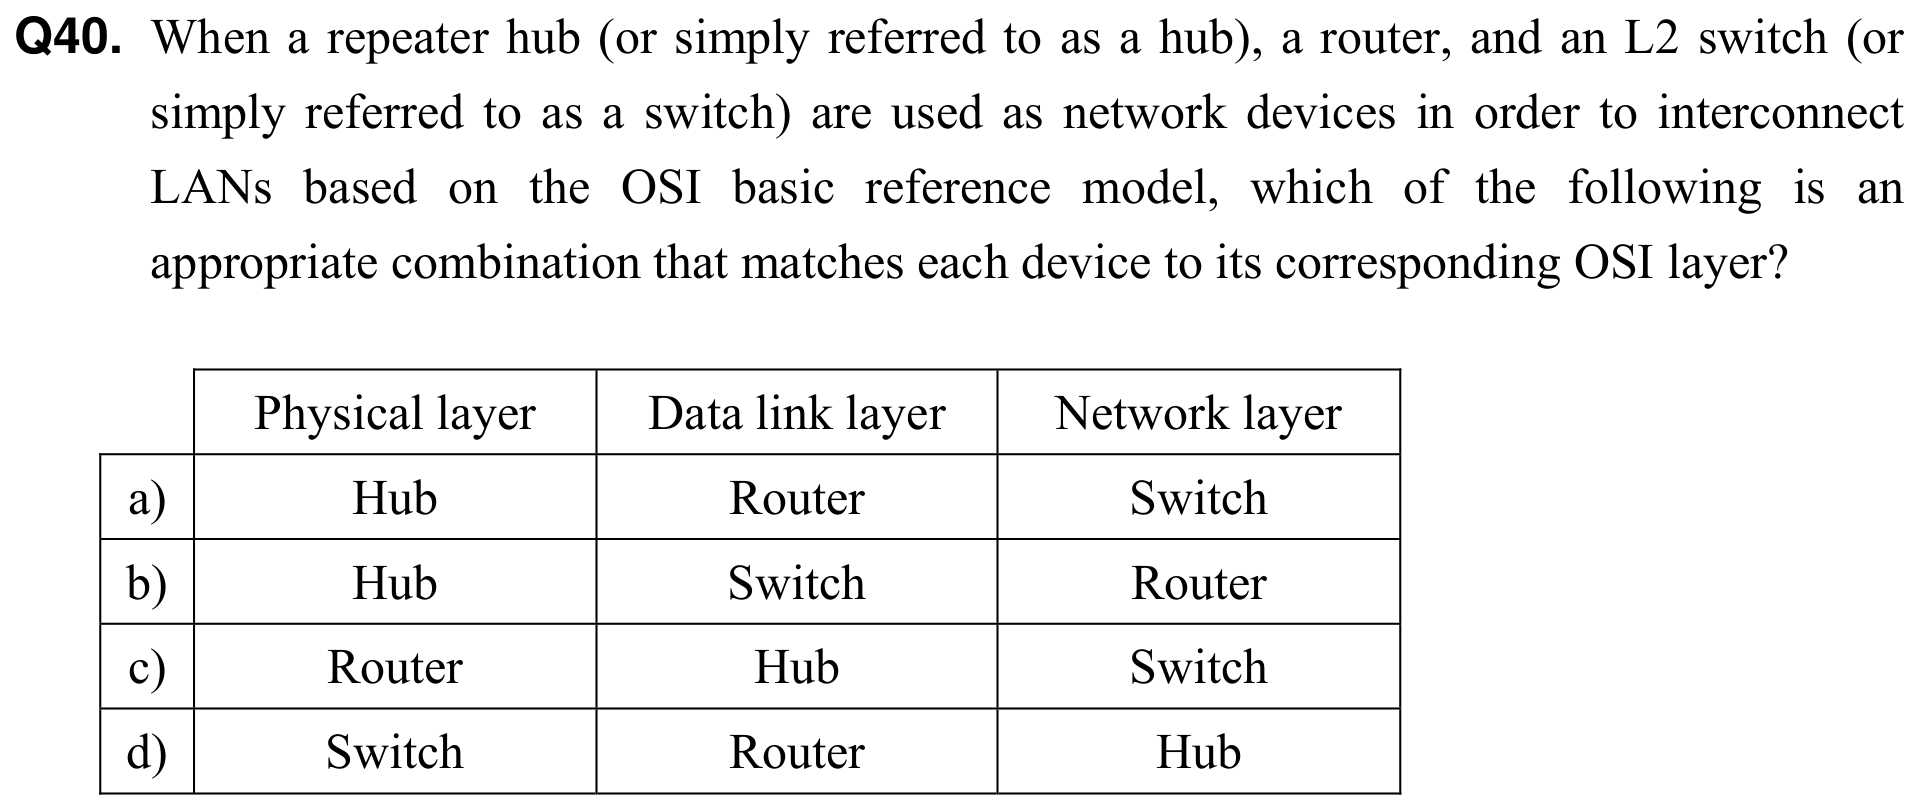 Q40. When a repeater hub (or simply referred to as a hub), a router, and an L2 switch (or
simply referred to as a switch) are used as network devices in order to interconnect
LANs based on the OSI basic reference model, which of the following is an
appropriate combination that matches each device to its corresponding OSI layer?
Physical layer Data link layer Network layer
a) Hub Router Switch
b) Hub Switch Router
c) Router Hub Switch
d) Switch Router Hub